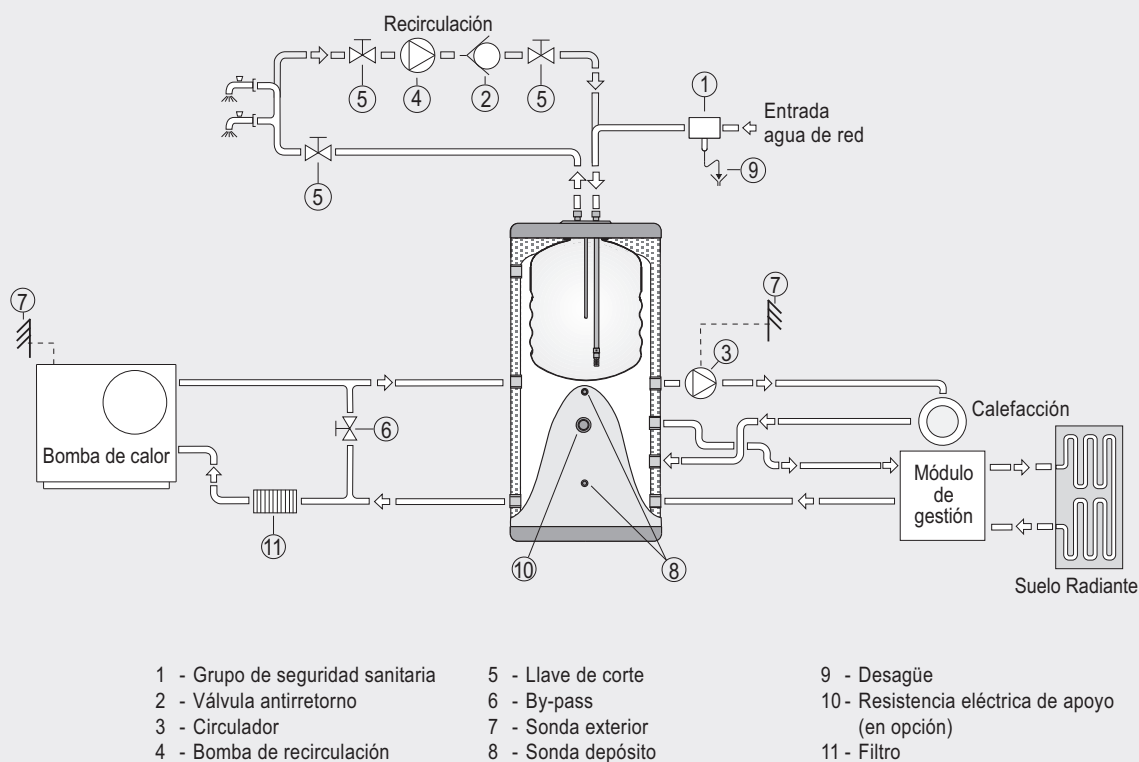 Recirculación
5
4
2
5
1
Entrada
agua de red
9
5
7
7
3
6
Bomba de calor
Calefacción
Módulo
de
gestión
11
10
8
Suelo Radiante
1 - Grupo de seguridad sanitaria
2 - Válvula antirretorno
3 - Circulador
4 - Bomba de recirculación
5 - Llave de corte
6 - By-pass
7 - Sonda exterior
8 - Sonda depósito
9 - Desagüe
10 - Resistencia eléctrica de apoyo
(en opción)
11 - Filtro